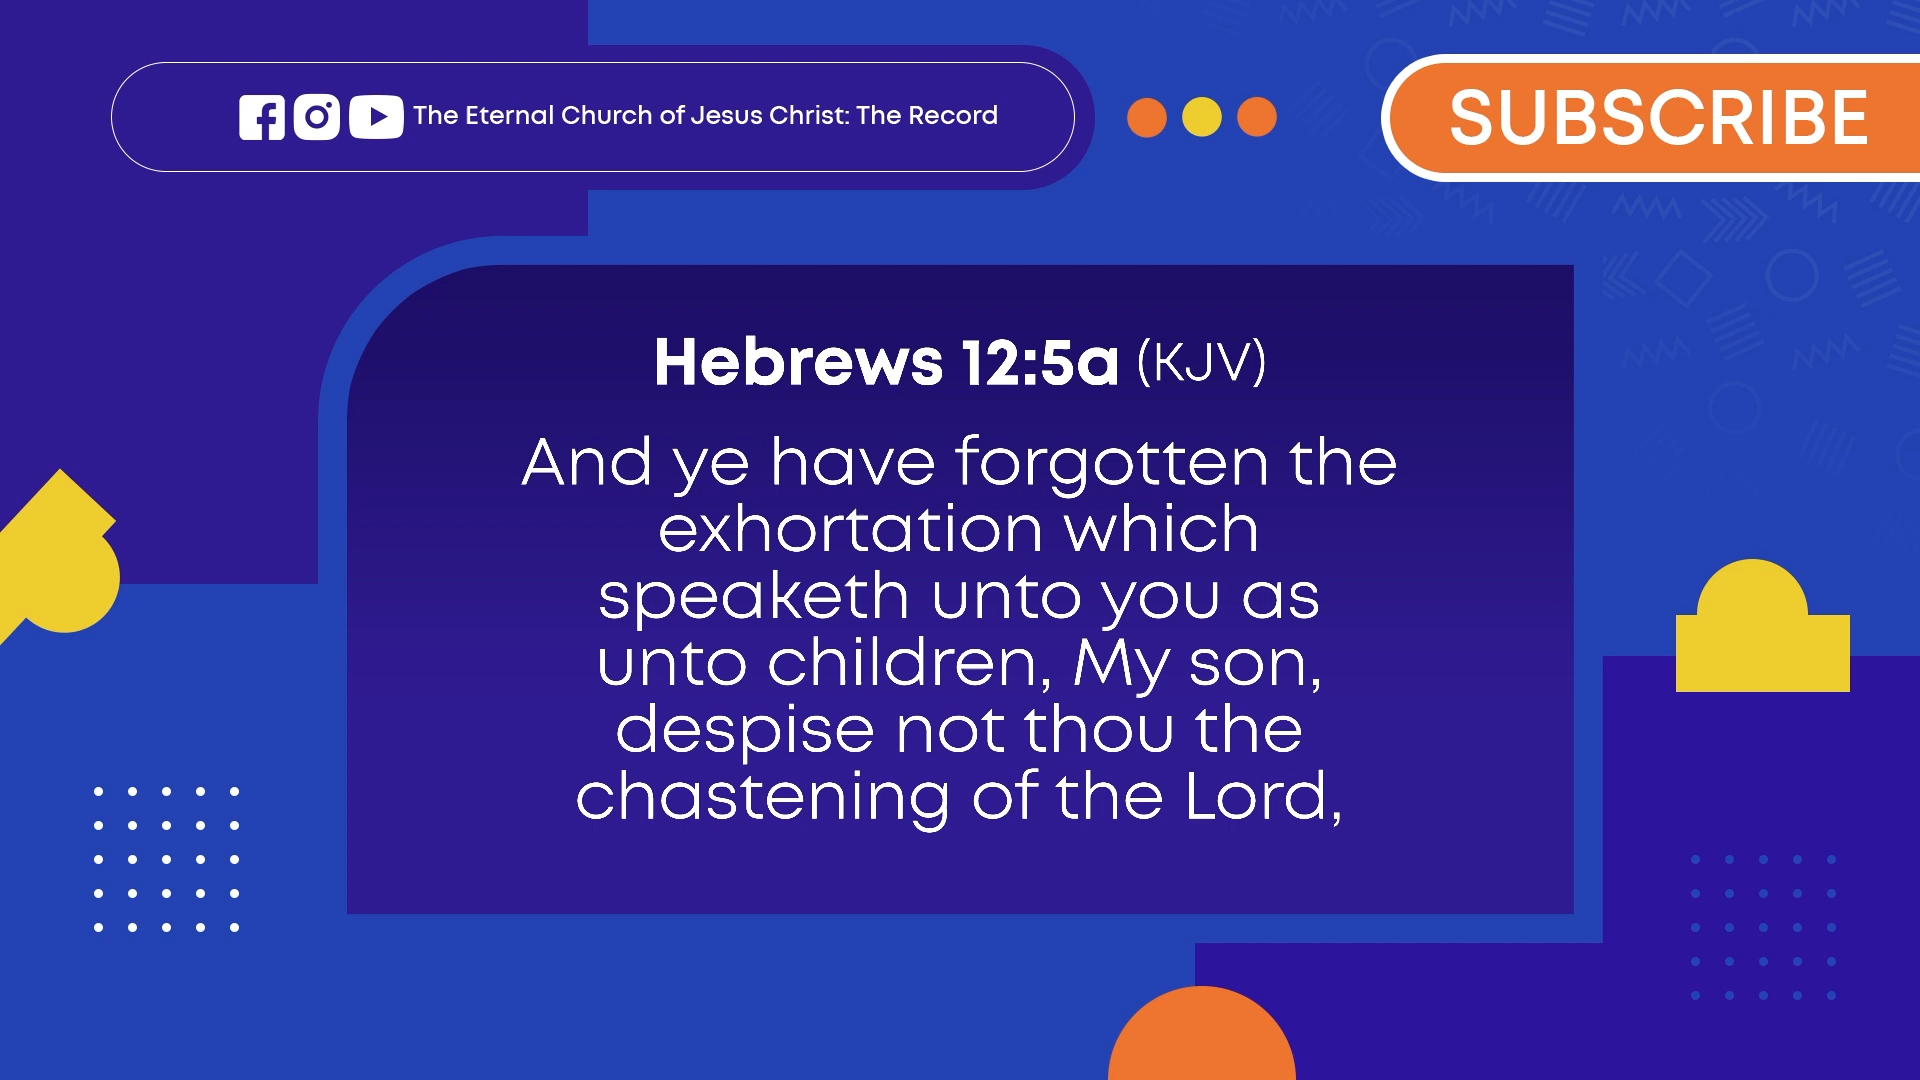 The Eternal Church of Jesus Christ: The Record
SUBSCRIBE
Hebrews 12:5a (KJV)
And ye have forgotten the
exhortation which
speaketh unto you as
unto children, My son,
despise not thou the
chastening of the Lord,